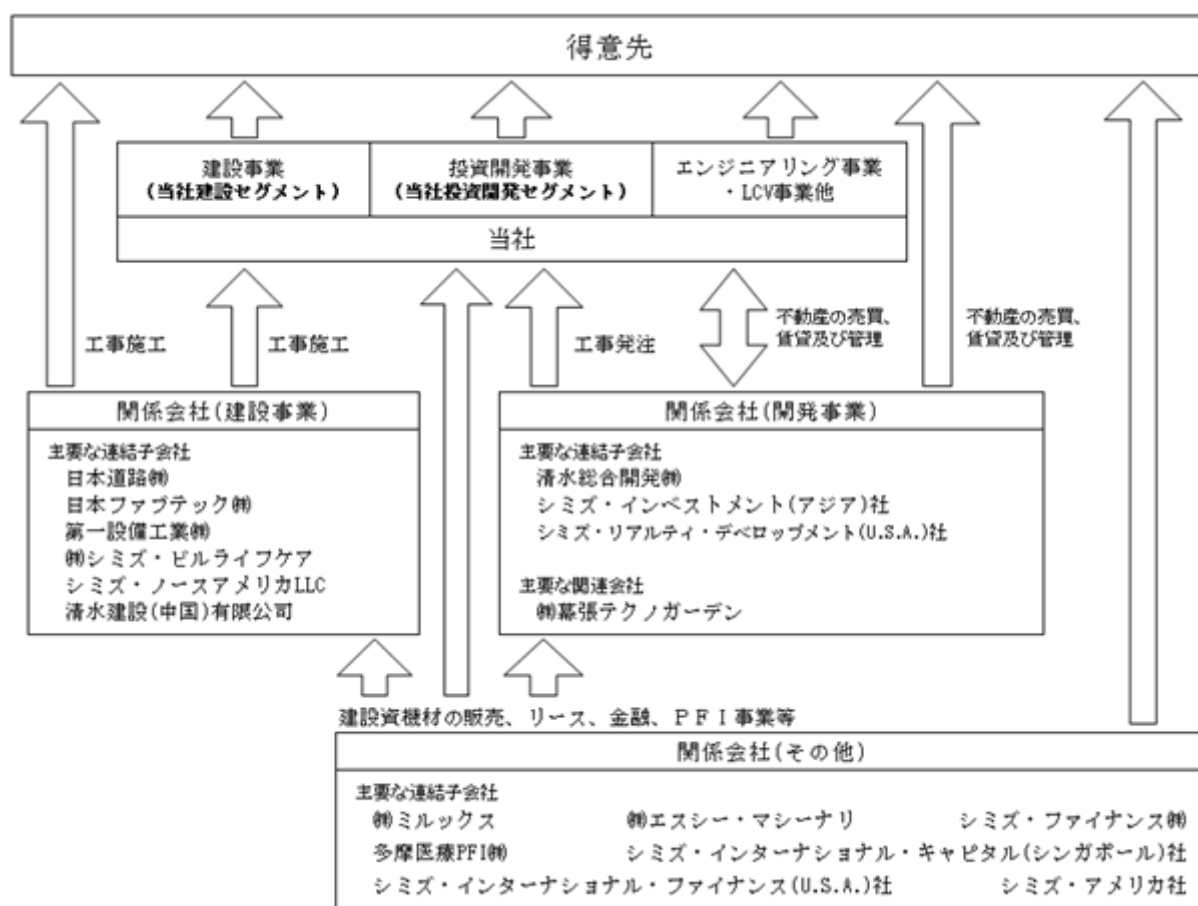 得意先
建設事業
(当社建設セグメント)
投資開発事業
(当社投資開発セグメント)
エンジニアリング事業
・LCV事業他
当社
工事施工
工事施工
工事発注
不動産の売買、
賃貸及び管理
不動産の売買、
賃貸及び管理
関係会社(建設事業)
主要な連結子会社
日本道路㈱
日本ファブテック㈱
第一設備工業㈱
㈱シミズ・ビルライフケア
シミズ・ノースアメリカLLC
清水建設(中国)有限公司
関係会社(開発事業)
主要な連結子会社
清水総合開発㈱
シミズ・インベストメント(アジア)社
シミズ・リアルティ・デベロップメント(U.S.A.)社
主要な関連会社
㈱幕張テクノガーデン
建設資機材の販売、リース、金融、ＰＦＩ事業等
関係会社(その他)
主要な連結子会社
㈱ミルックス ㈱エスシー・マシーナリ シミズ・ファイナンス㈱
多摩医療PFI㈱ シミズ・インターナショナル・キャピタル(シンガポール)社
シミズ・インターナショナル・ファイナンス(U.S.A.)社 シミズ・アメリカ社